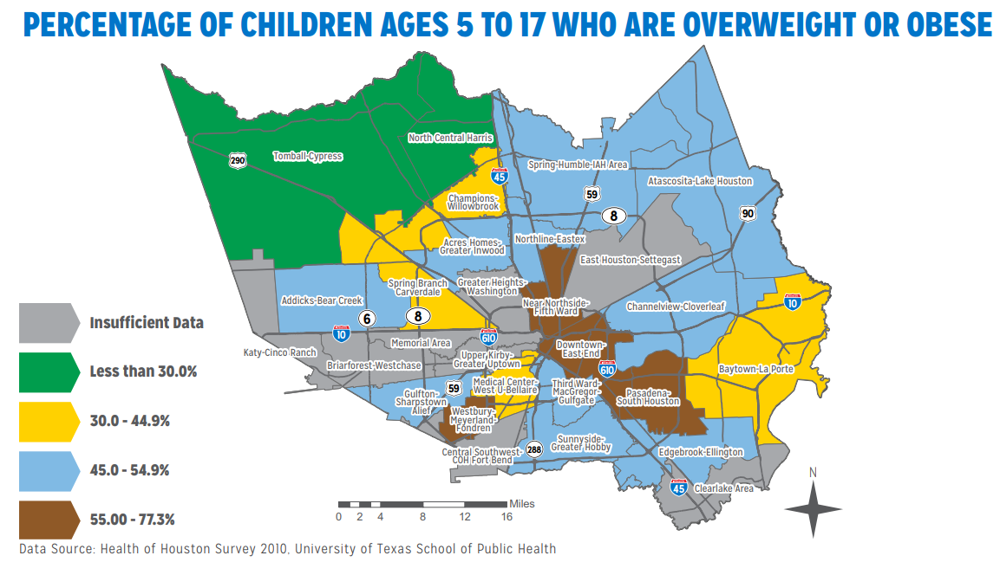 PERCENTAGE OF CHILDREN AGES 5 TO 17 WHO ARE OVERWEIGHT OR OBESE
North Central Harris
Tomball-Cypress
290
45
Spring-Humble-IAH Area
Atascosita-Lake Houston
59
8
90
Champions-
Willowbrook
Acres Homes-
Greater Inwood
Northline-Eastex
East Houston-Settegast
Spring Branch
Carverdale
Greater Heights-
Washington
Addicks-Bear Creek
6
8
Near Northside-
Fifth Ward
Channelview-Cloverleaf
10
10
610
Memorial Area
Katy-Cinco Ranch
Briarforest-Westchase
Upper Kirby-
Greater Uptown
Downtown-
East-End
610
Baytown-La Porte
59
Medical Center-
West U-Bellaire
Third Ward-
MacGregor-
Gulfgate
Pasadena-
South Houston
Gulfton-
Sharpstown
Alief
Westbury-
Meyerland-
Fondren
Central Southwest-
COH Fort Bend
288
Sunnyside-
Greater Hobby
Edgebrook-Ellington
45
Clearlake Area
Insufficient Data
Less than 30.0%
30.0 - 44.9%
45.0 - 54.9%
55.00 - 77.3%
N
Miles
0 2 4 8 12 16
Data Source: Health of Houston Survey 2010, University of Texas School of Public Health